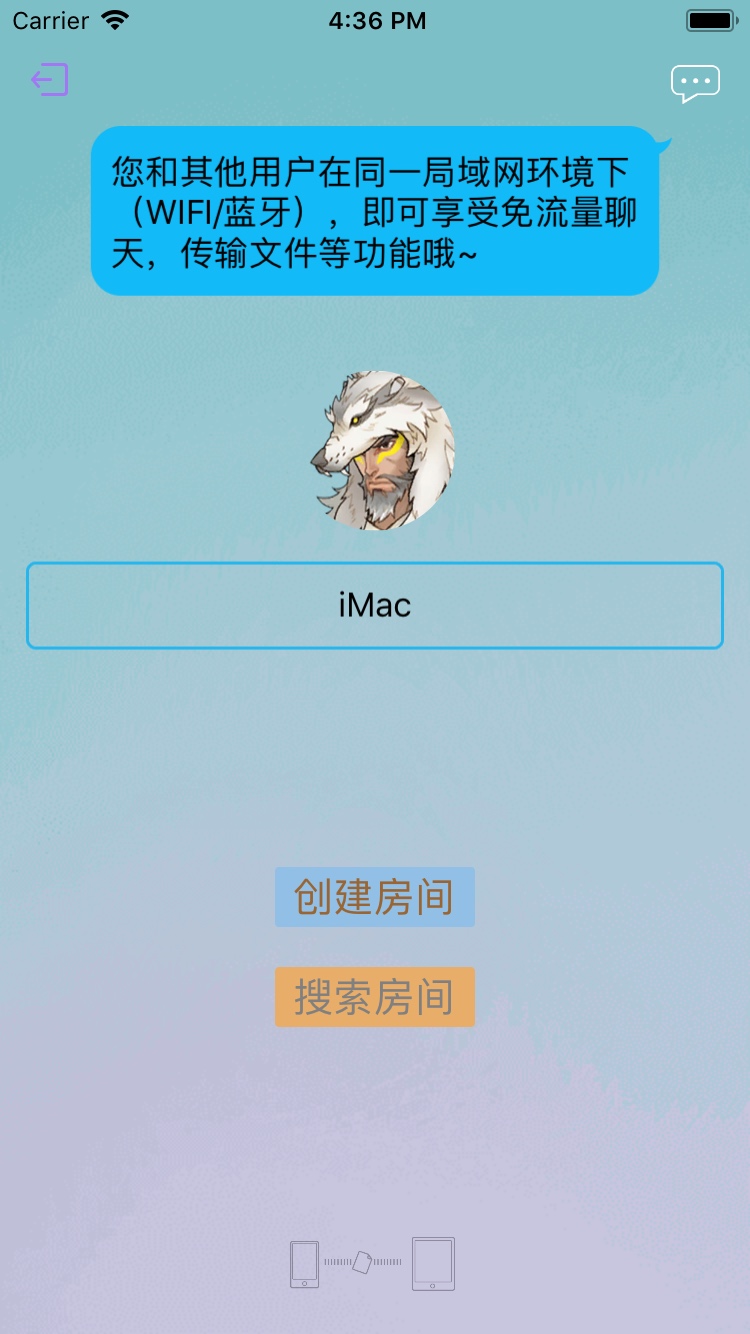 Carrier 4:36 PM
您和其他用户在同一局域网环境下
（WIFI/蓝牙），即可享受免流量聊
天，传输文件等功能哦~
iMac
创建房间
搜索房间